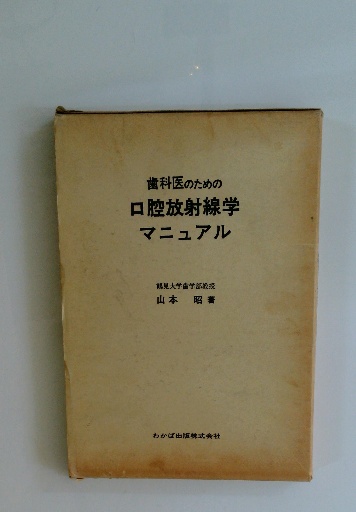 歯科医のための
口腔放射線学
マニュアル
鶴見大学歯学部教授
山本 昭著
わかば出版株式会社